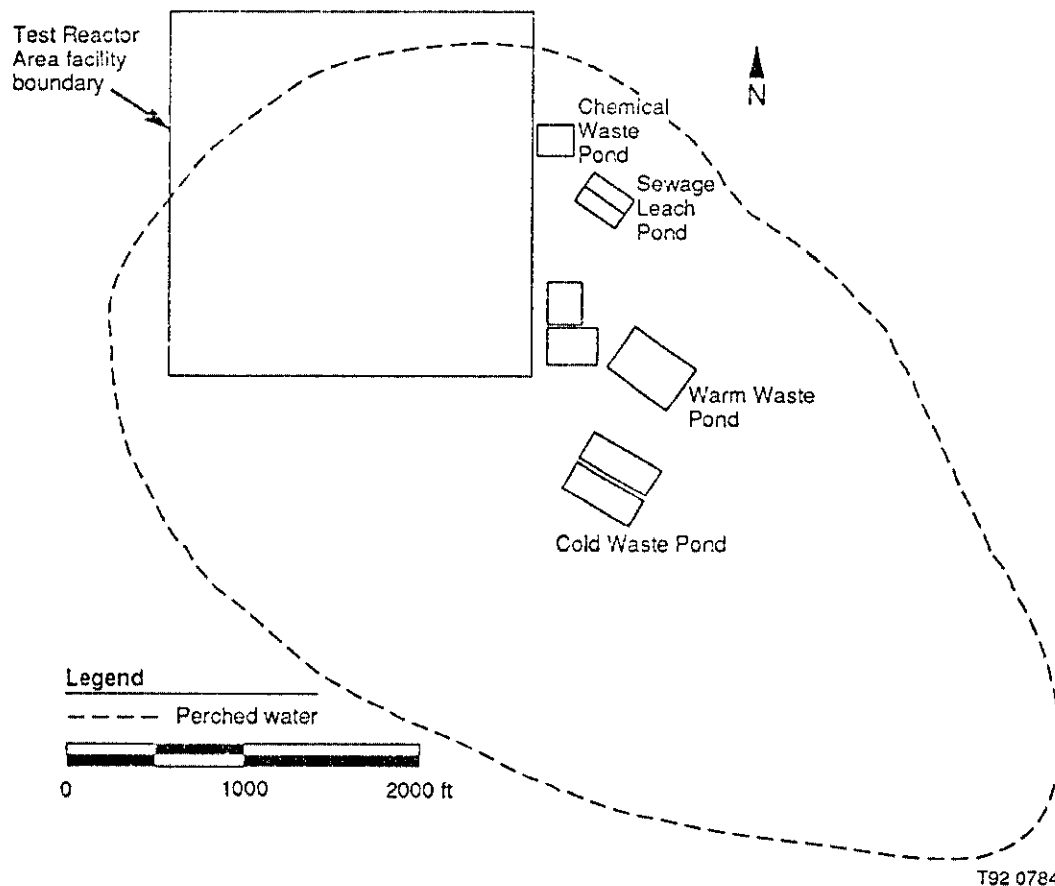 Test Reactor
Area facility
boundary
N
Chemical
Waste
Pond
Sewage
Leach
Pond
Warm Waste
Pond
Cold Waste Pond
Legend
Perched water
0 1000 2000 ft
T92 0784